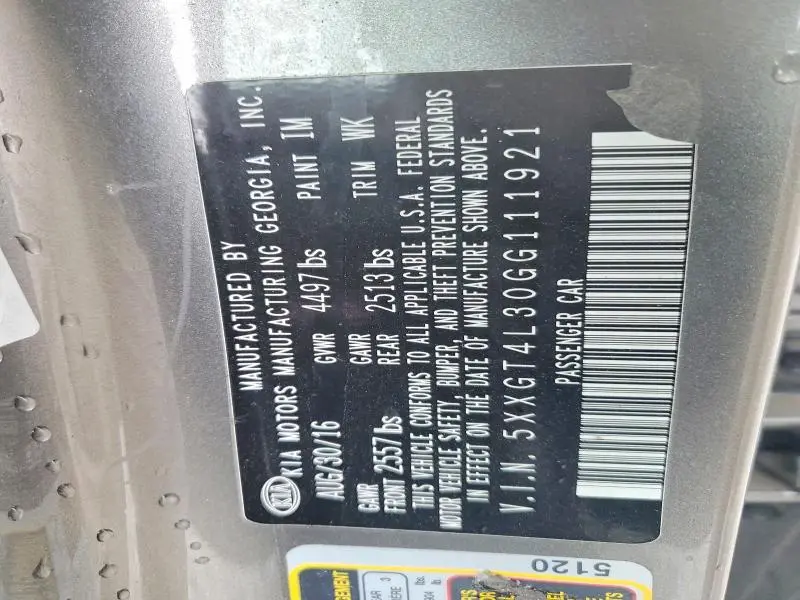 MANUFACTURED BY
KIA KIA MOTORS MANUFACTURING GEORGIA, INC.
AUG/30/16 GVWR 4497lbs PAINT IM
GAWR FRONT 2557lbs GAWR REAR 2513lbs TRIM WK
THIS VEHICLE CONFORMS TO ALL APPLICABLE U.S.A. FEDERAL
MOTOR VEHICLE SAFETY, BUMPER, AND THEFT PREVENTION STANDARDS
IN EFFECT ON THE DATE OF MANUFACTURE SHOWN ABOVE.
V.I.N. 5XXGT4L30GG111921
PASSENGER CAR
5120